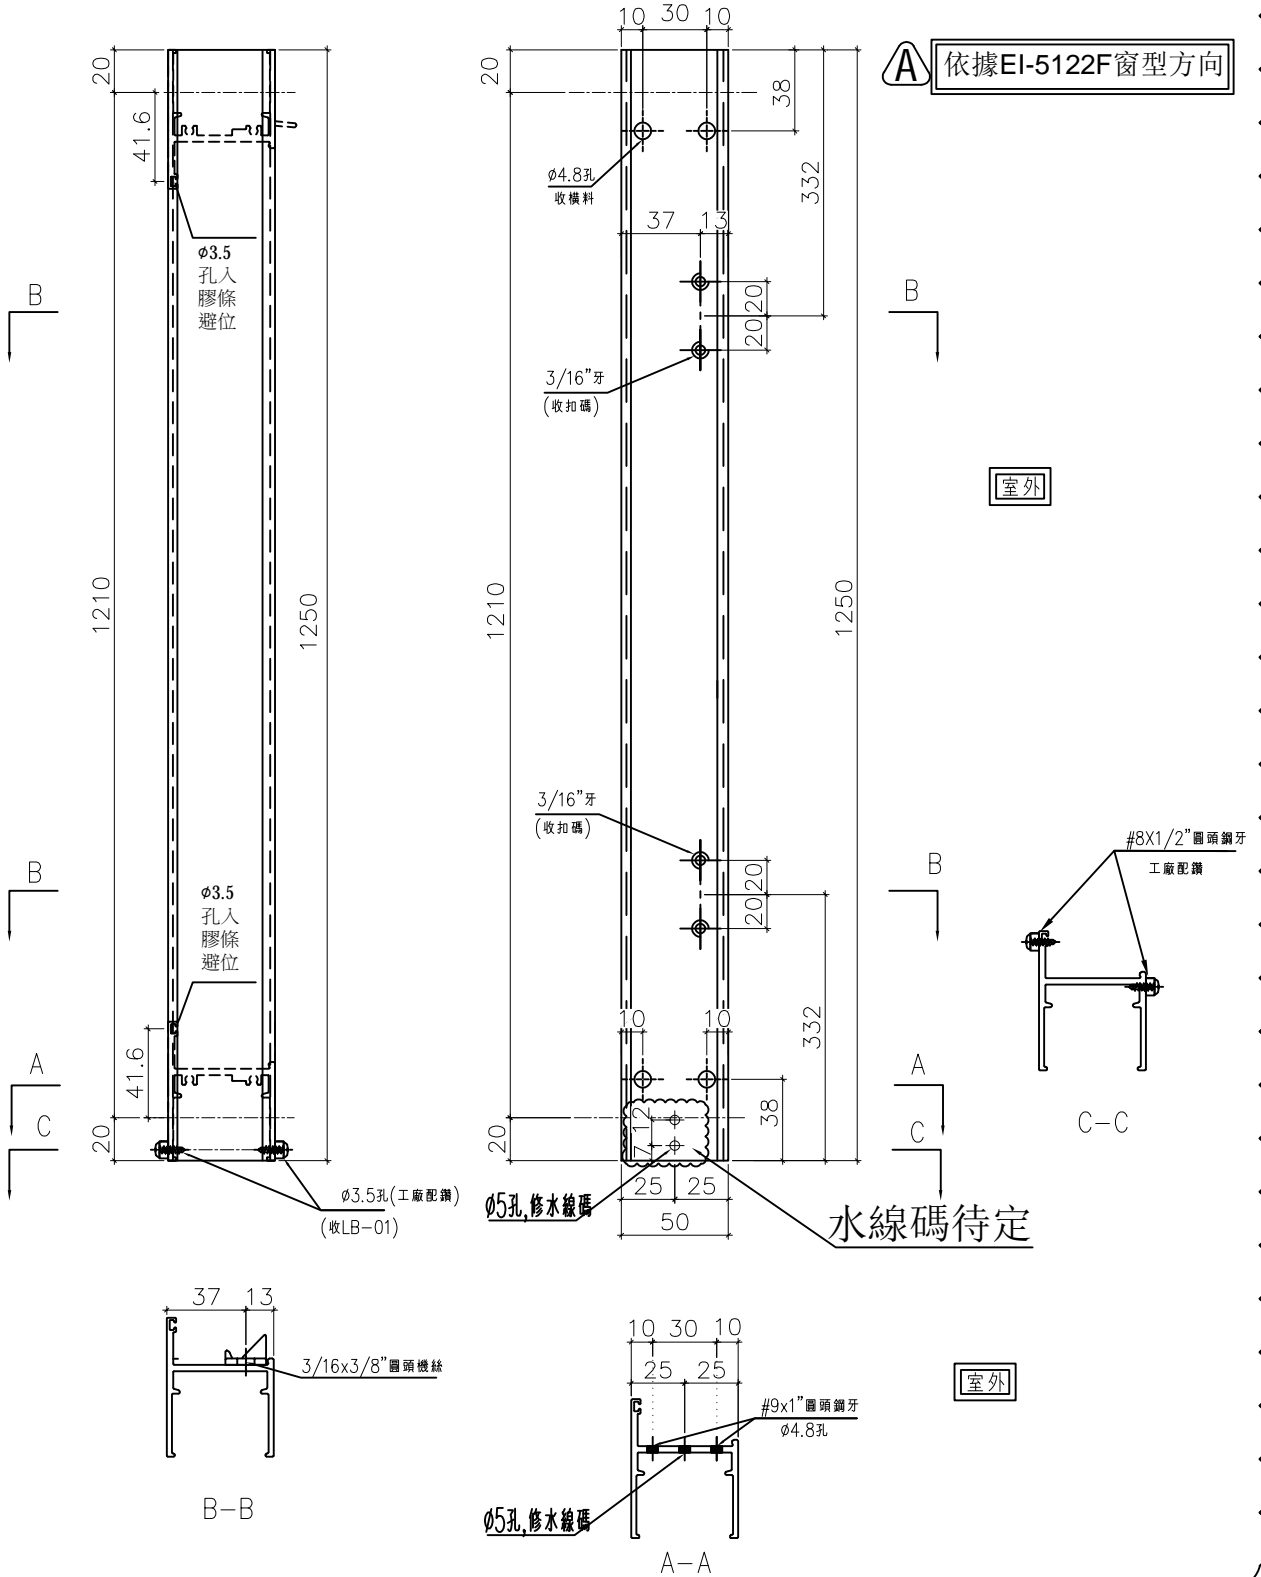 10 30 10
A 依據EI-5122F窗型方向
20
20
38
41.6
ø4.8孔
收橫料
332
37 13
ø3.5
孔入
膠條
避位
B
B
20
20
3/16"牙
(收扣碼)
室外
1210
1250
1210
1250
3/16"牙
(收扣碼)
#8X1/2"圓頭鋼牙
工廠配鑽
B
B
ø3.5
孔入
膠條
避位
20
20
10 10
332
41.6
A
A
38
12
7
C
C
C-C
20
20
ø3.5孔(工廠配鑽)
(收LB-01)
25 25
ø5孔,修水線碼
50
水線碼待定
37 13
3/16x3/8"圓頭機絲
B-B
10 30 10
25 25
室外
#9x1"圓頭鋼牙
ø4.8孔
ø5孔,修水線碼
A-A